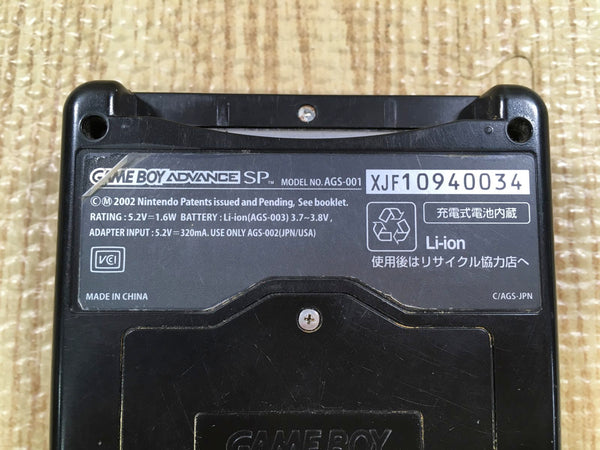 GAME BOY ADVANCE SP™ MODEL NO. AGS-001 XJF10940034
©Ⓜ 2002 Nintendo Patents issued and Pending, See booklet.
RATING : 5.2V⎓1.6W BATTERY : Li-ion(AGS-003) 3.7~3.8V,
ADAPTER INPUT : 5.2V⎓320mA. USE ONLY AGS-002(JPN/USA)
充電式電池内蔵
Li-ion
使用後はリサイクル協力店へ
VCI
MADE IN CHINA
C/AGS-JPN
GAME BOY